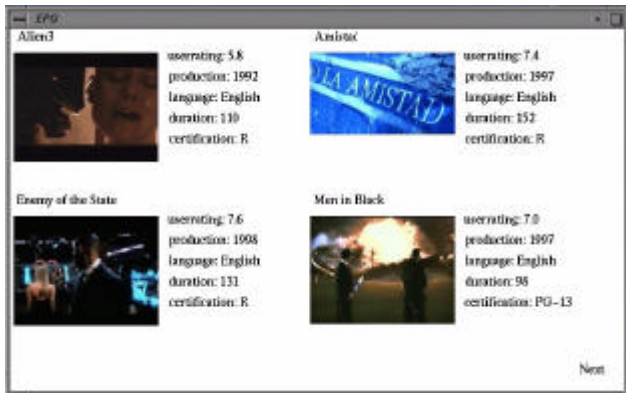 EPG
Alien3
userrating: 5.8
production: 1992
language: English
duration: 110
certification: R
Amistad
LA AMISTAD
userrating: 7.4
production: 1997
language: English
duration: 152
certification: R
Enemy of the State
userrating: 7.6
production: 1998
language: English
duration: 131
certification: R
Men in Black
userrating: 7.0
production: 1997
language: English
duration: 98
certification: PG-13
Next